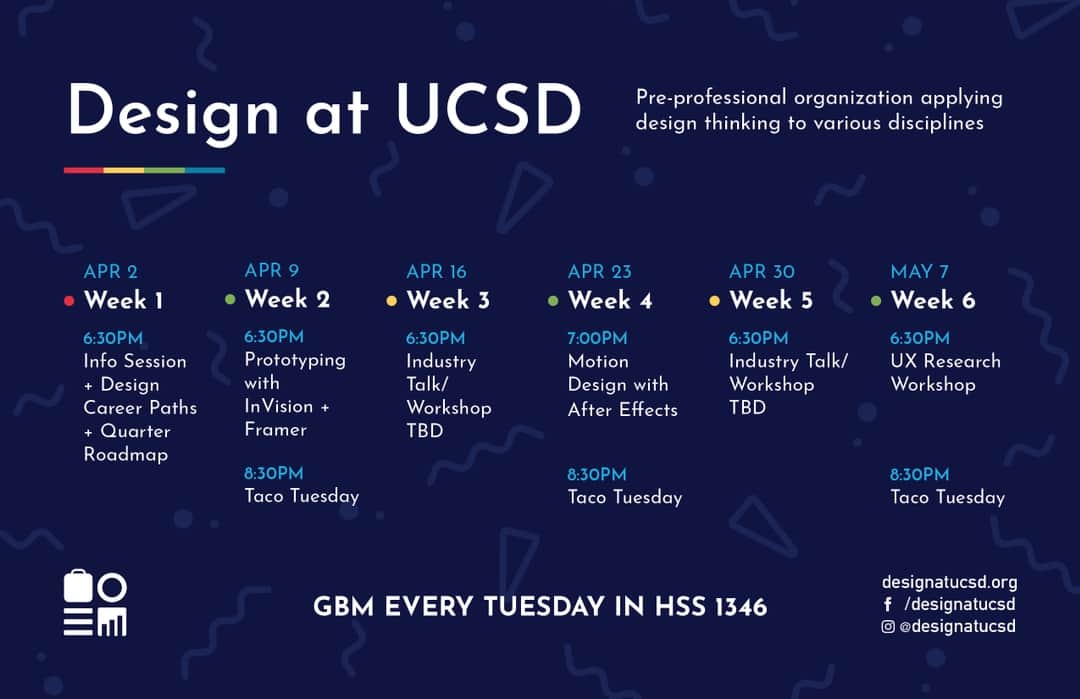 Design at UCSD
Pre-professional organization applying
design thinking to various disciplines
APR 2
Week 1
6:30PM
Info Session
+ Design
Career Paths
+ Quarter
Roadmap
APR 9
Week 2
6:30PM
Prototyping
with
InVision +
Framer
8:30PM
Taco Tuesday
APR 16
Week 3
6:30PM
Industry
Talk/
Workshop
TBD
APR 23
Week 4
7:00PM
Motion
Design with
After Effects
8:30PM
Taco Tuesday
APR 30
Week 5
6:30PM
Industry Talk/
Workshop
TBD
MAY 7
Week 6
6:30PM
UX Research
Workshop
8:30PM
Taco Tuesday
GBM EVERY TUESDAY IN HSS 1346
designatucsd.org
/designatucsd
@designatucsd